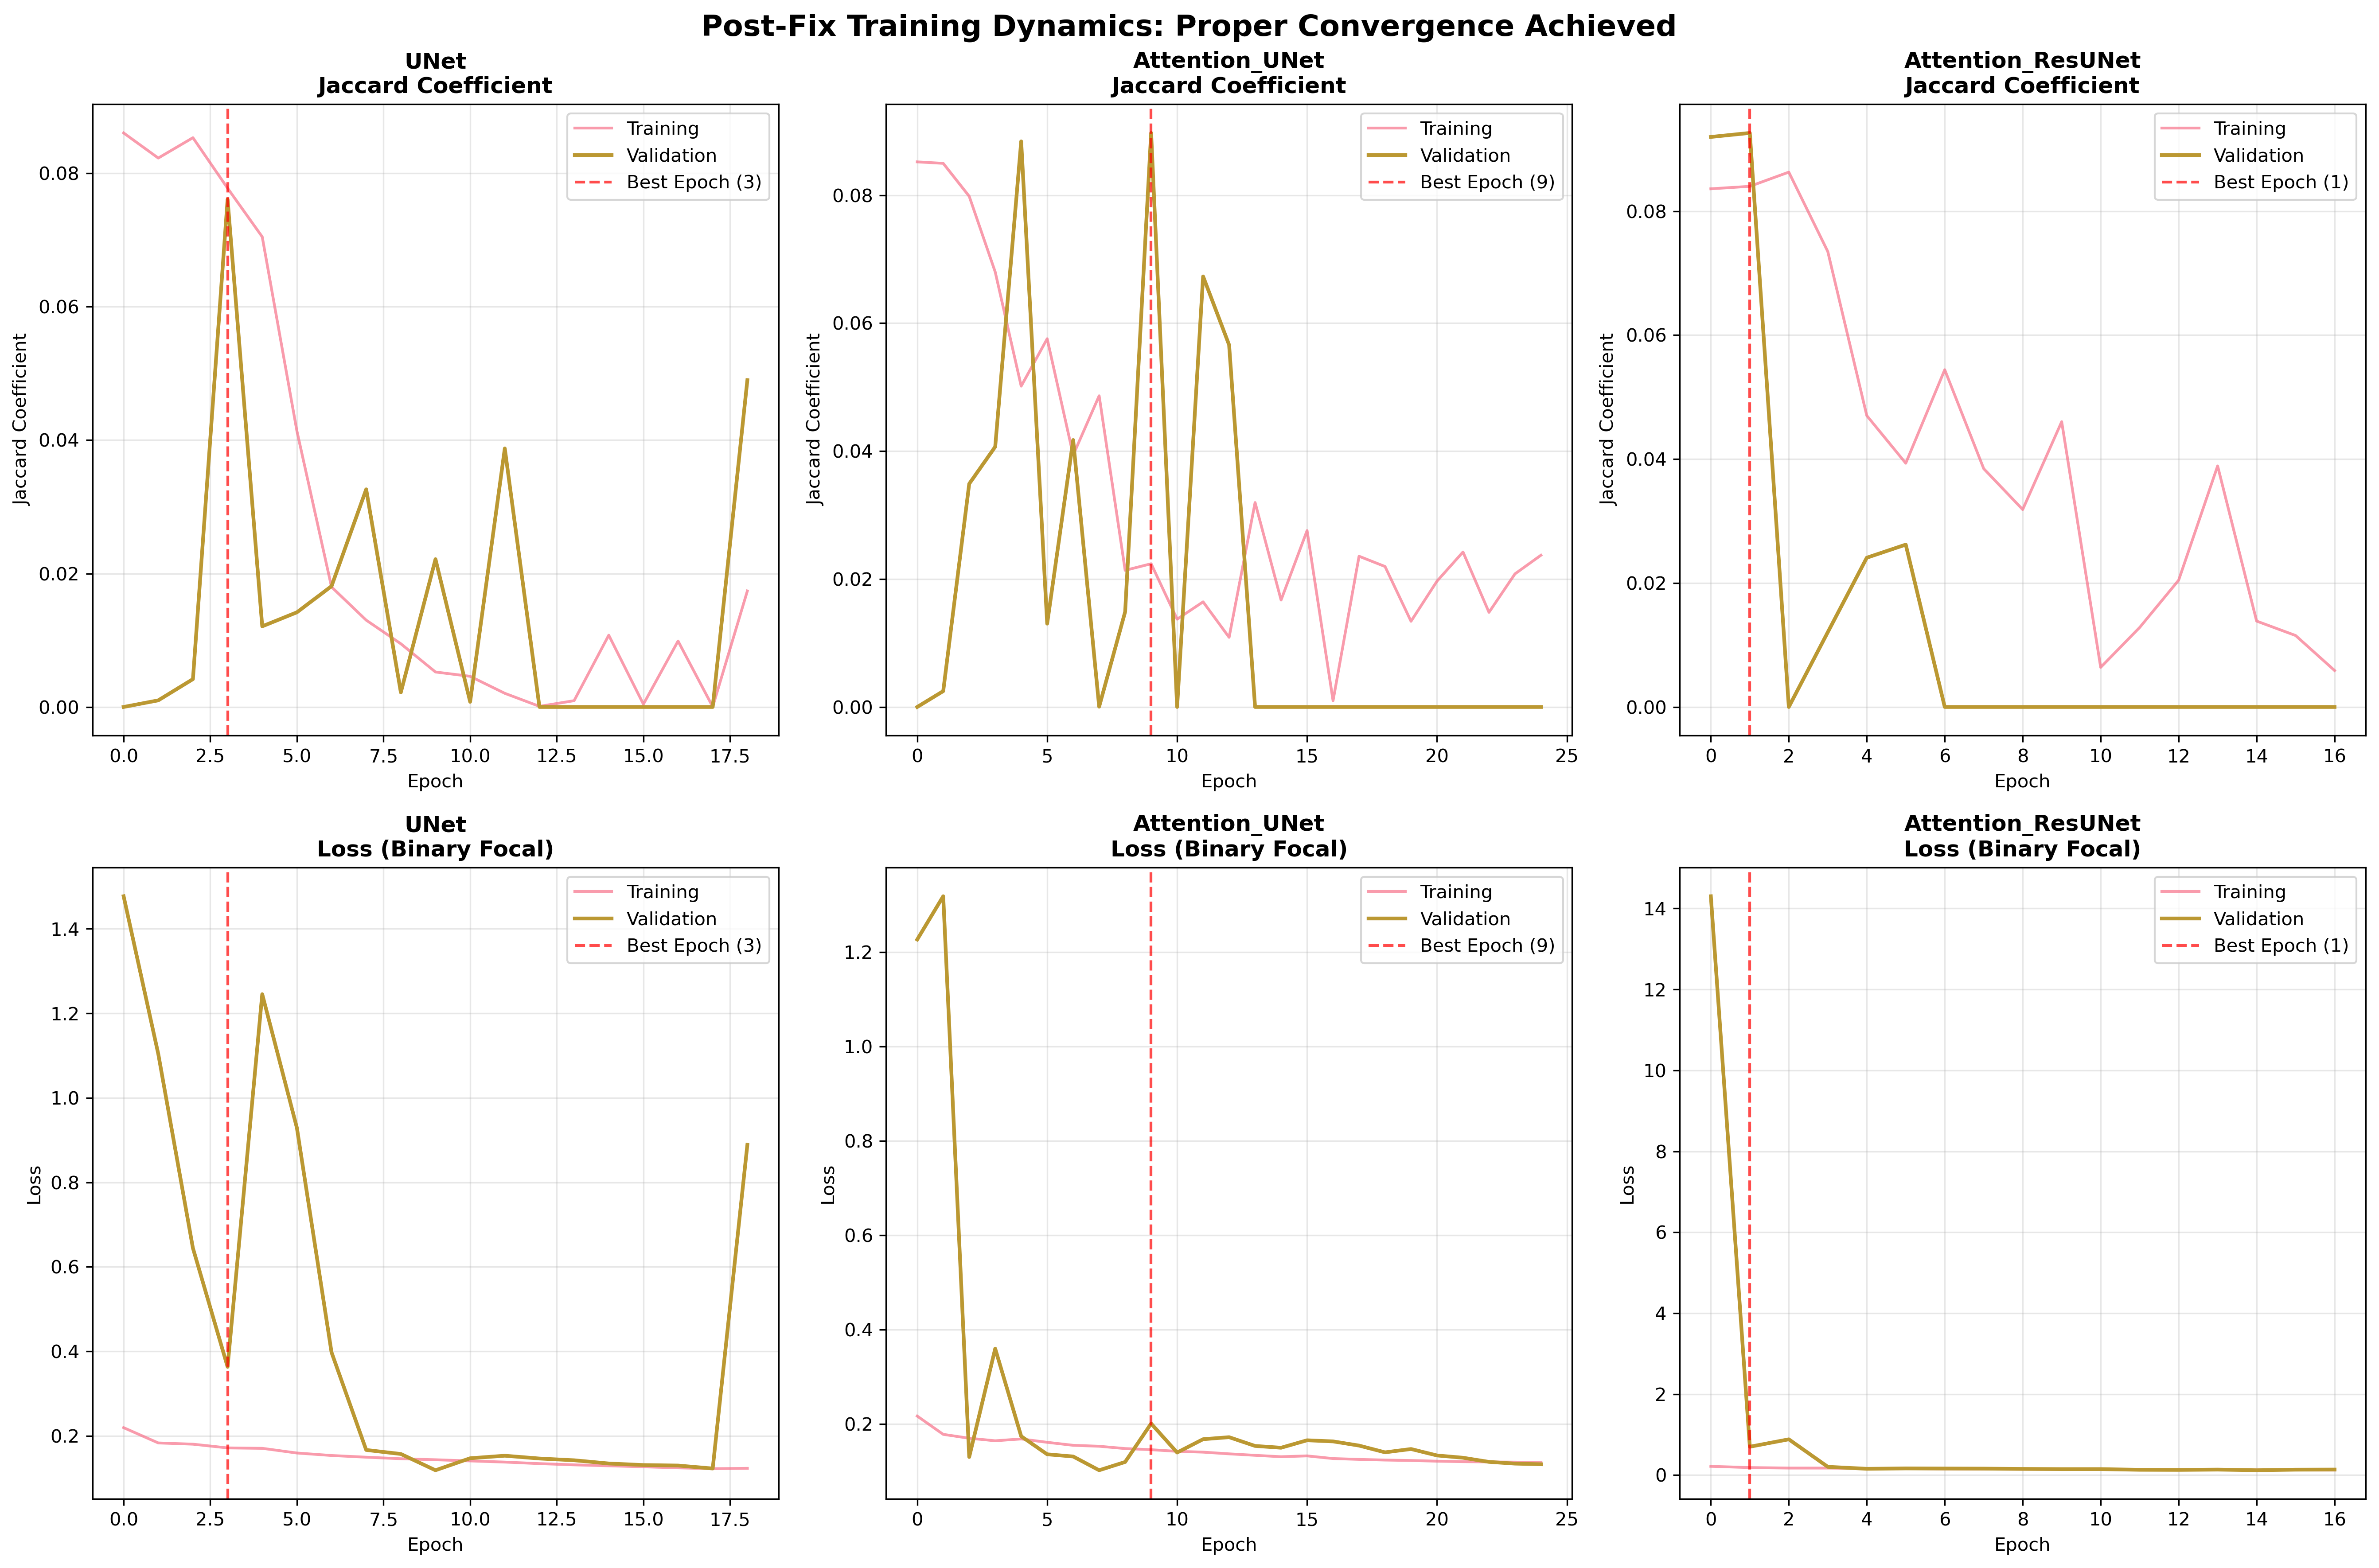 Post-Fix Training Dynamics: Proper Convergence Achieved
UNet
Jaccard Coefficient
Jaccard Coefficient
0.08
0.06
0.04
0.02
0.00
Training
Validation
Best Epoch (3)
0.0 2.5 5.0 7.5 10.0 12.5 15.0 17.5
Epoch
Attention_UNet
Jaccard Coefficient
Jaccard Coefficient
0.08
0.06
0.04
0.02
0.00
Training
Validation
Best Epoch (9)
0 5 10 15 20 25
Epoch
Attention_ResUNet
Jaccard Coefficient
Jaccard Coefficient
0.08
0.06
0.04
0.02
0.00
Training
Validation
Best Epoch (1)
0 2 4 6 8 10 12 14 16
Epoch
UNet
Loss (Binary Focal)
Loss
1.4
1.2
1.0
0.8
0.6
0.4
0.2
Training
Validation
Best Epoch (3)
0.0 2.5 5.0 7.5 10.0 12.5 15.0 17.5
Epoch
Attention_UNet
Loss (Binary Focal)
Loss
1.2
1.0
0.8
0.6
0.4
0.2
Training
Validation
Best Epoch (9)
0 5 10 15 20 25
Epoch
Attention_ResUNet
Loss (Binary Focal)
Loss
14
12
10
8
6
4
2
0
Training
Validation
Best Epoch (1)
0 2 4 6 8 10 12 14 16
Epoch